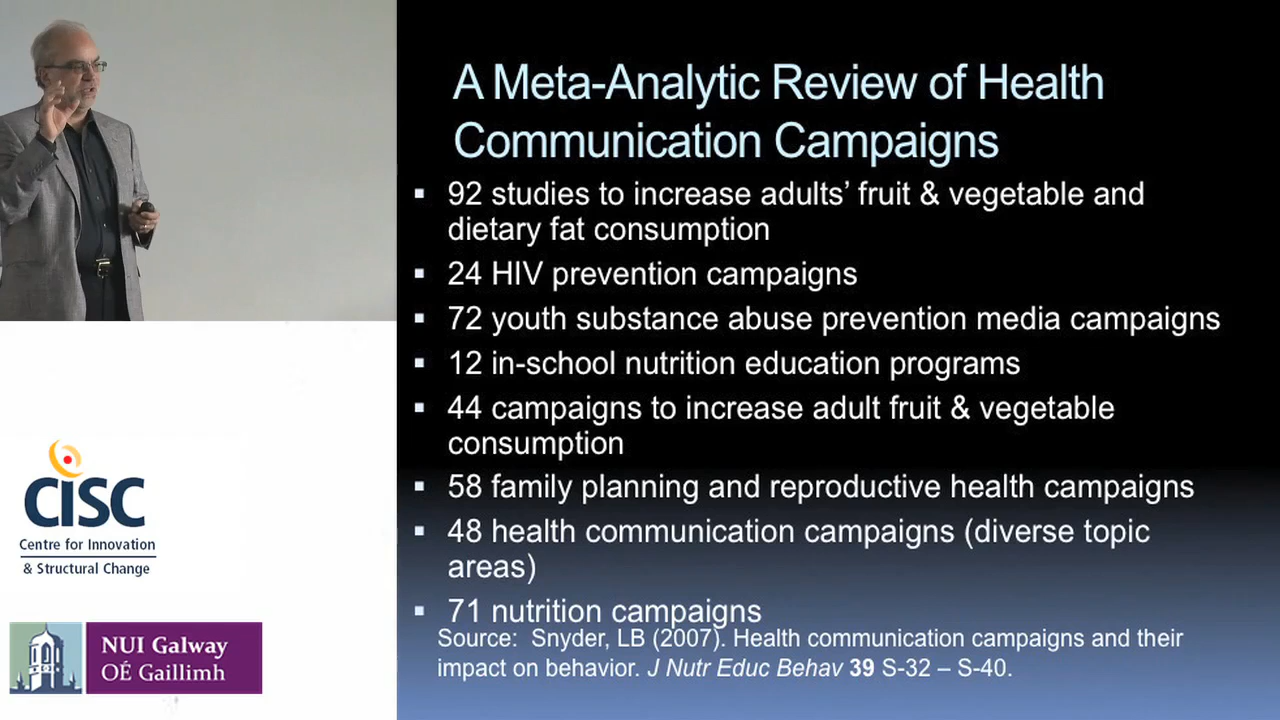 A Meta-Analytic Review of Health
Communication Campaigns
▪ 92 studies to increase adults’ fruit & vegetable and
dietary fat consumption
▪ 24 HIV prevention campaigns
▪ 72 youth substance abuse prevention media campaigns
▪ 12 in-school nutrition education programs
▪ 44 campaigns to increase adult fruit & vegetable
consumption
▪ 58 family planning and reproductive health campaigns
▪ 48 health communication campaigns (diverse topic
areas)
▪ 71 nutrition campaigns
Source: Snyder, LB (2007). Health communication campaigns and their
impact on behavior. J Nutr Educ Behav 39 S-32 – S-40.
CISC
Centre for Innovation
& Structural Change
NUI Galway
OÉ Gaillimh